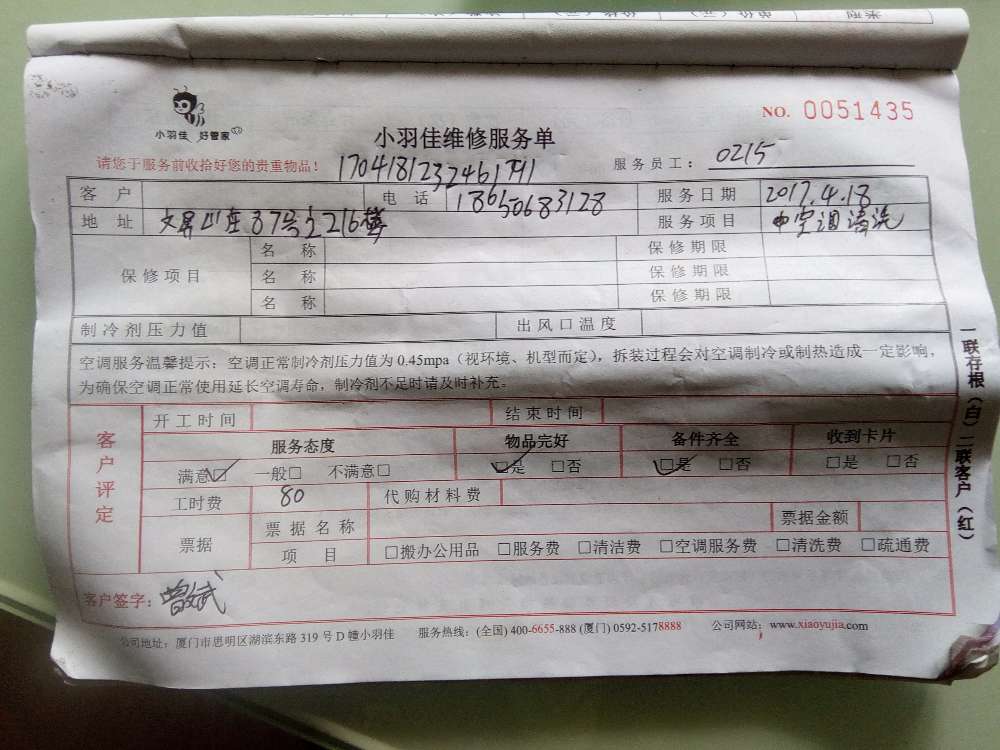 小羽佳 好管家
NO. 0051435
小羽佳维修服务单
请您于服务前收拾好您的贵重物品！ 服务员工： 0215
客户 电话 18650683128 服务日期 2017.4.18
地址 文屏山庄87号之216 服务项目 中空调清洗
保修项目 名称 保修期限
名称 保修期限
名称 保修期限
制冷剂压力值 出风口温度
空调服务温馨提示：空调正常制冷剂压力值为0.45mpa（视环境、机型而定），拆装过程会对空调制冷或制热造成一定影响，
为确保空调正常使用延长空调寿命，制冷剂不足时请及时补充。
客户评定 开工时间 结束时间
服务态度 物品完好 备件齐全 收到卡片
满意☑ 一般□ 不满意□ ☑是 □否 ☑是 □否 □是 □否
工时费 80 代购材料费
票据 票据名称 票据金额
项目 □搬办公用品 □服务费 □清洁费 □空调服务费 □清洗费 □疏通费
客户签字：
公司地址：厦门市思明区湖滨东路319号D幢小羽佳 服务热线：(全国) 400-6655-888 (厦门) 0592-5178888 公司网站：www.xiaoyujia.com
一联存根（白）二联客户（红）